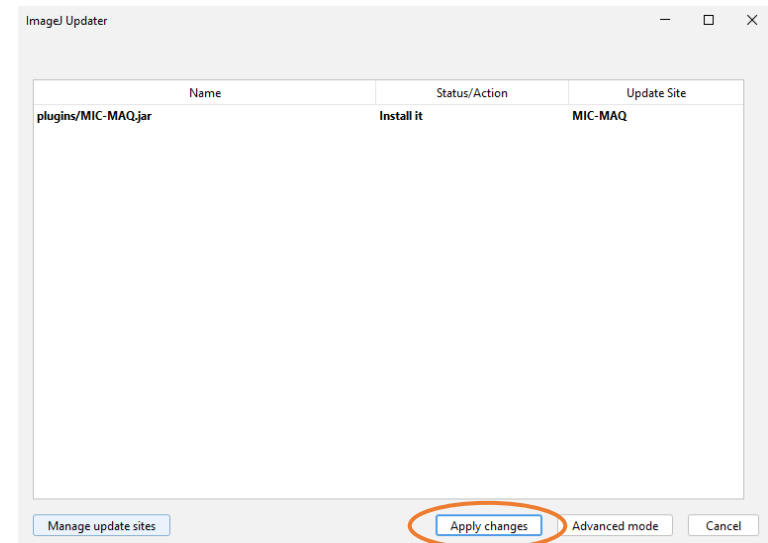 ImageJ Updater
Name Status/Action Update Site
plugins/MIC-MAQ.jar Install it MIC-MAQ
Manage update sites Apply changes Advanced mode Cancel